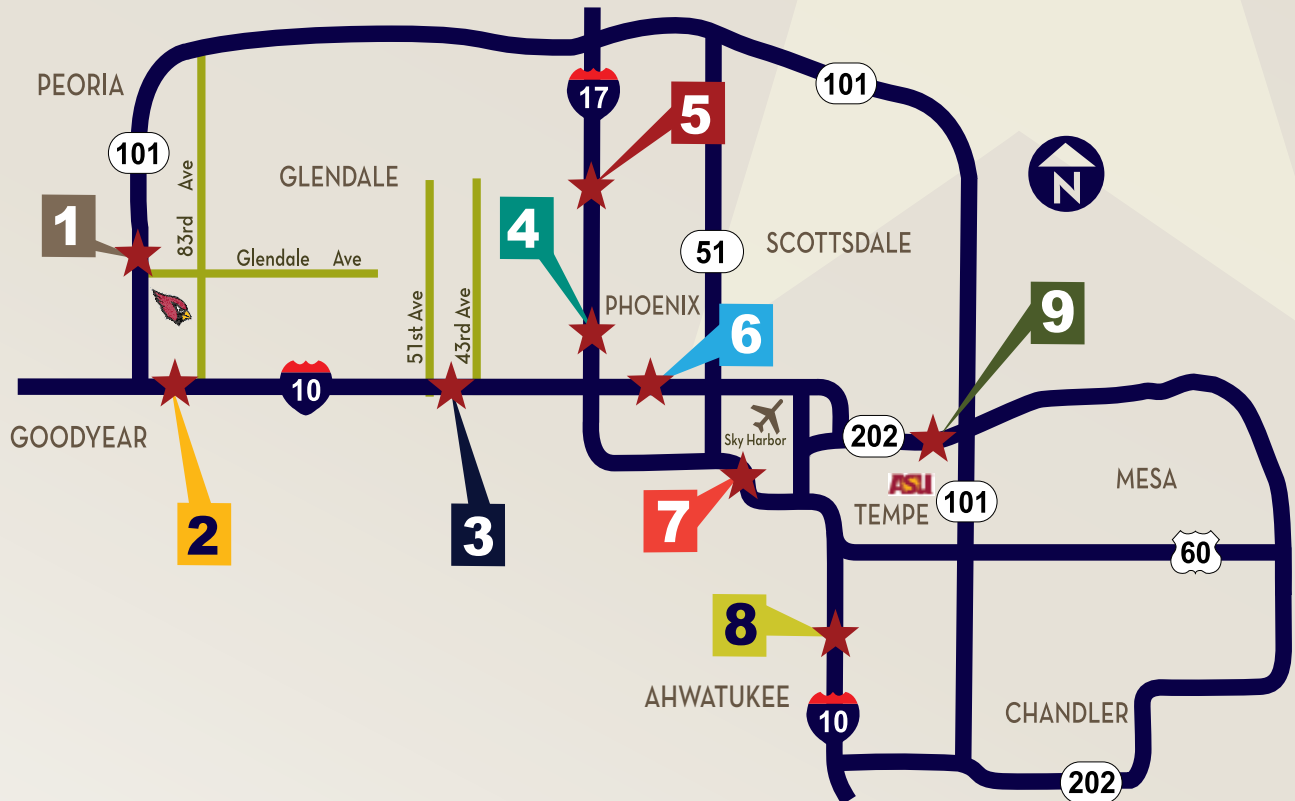 17
101
PEORIA
5
101
83rd Ave
GLENDALE
N
1
4
51
SCOTTSDALE
Glendale Ave
51st Ave
43rd Ave
PHOENIX
6
9
10
GOODYEAR
Sky Harbor
202
2
3
7
ASU
TEMPE
101
MESA
60
8
AHWATUKEE
10
CHANDLER
202